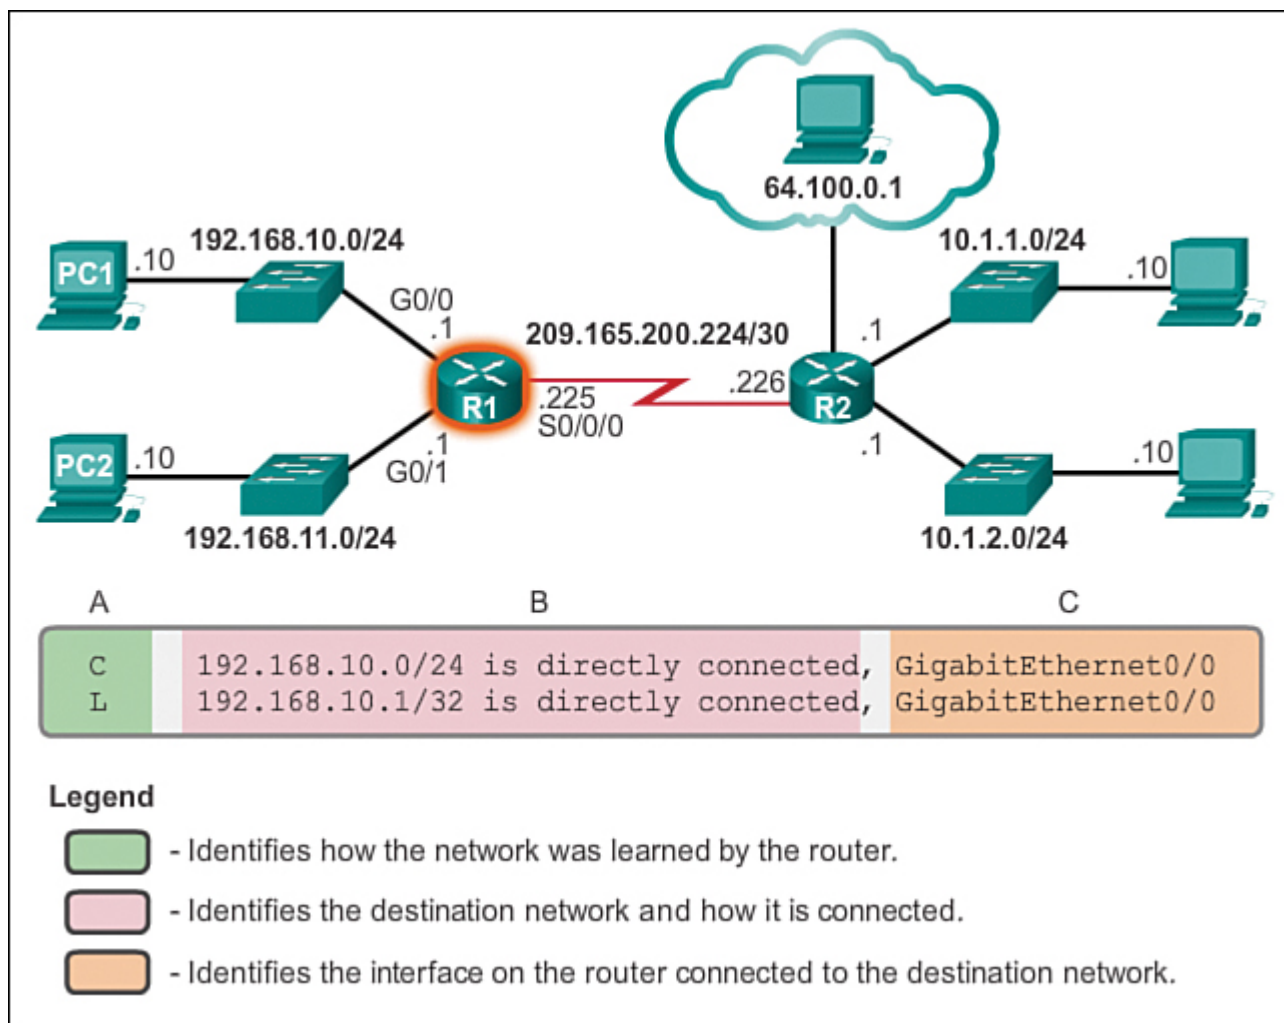 64.100.0.1
192.168.10.0/24
10.1.1.0/24
PC1
.10
.10
G0/0
.1
209.165.200.224/30
.1
R1
.225
S0/0/0
.226
R2
PC2
.10
.1
G0/1
.1
.10
192.168.11.0/24
10.1.2.0/24
A B C
C 192.168.10.0/24 is directly connected, GigabitEthernet0/0
L 192.168.10.1/32 is directly connected, GigabitEthernet0/0
Legend
- Identifies how the network was learned by the router.
- Identifies the destination network and how it is connected.
- Identifies the interface on the router connected to the destination network.